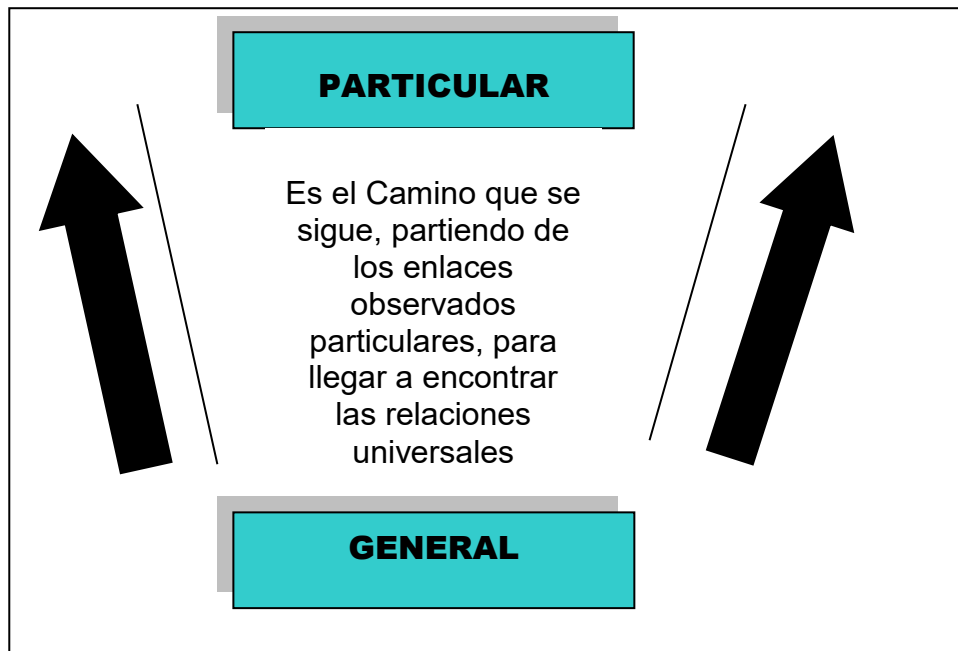 PARTICULAR
Es el Camino que se
sigue, partiendo de
los enlaces
observados
particulares, para
llegar a encontrar
las relaciones
universales
GENERAL